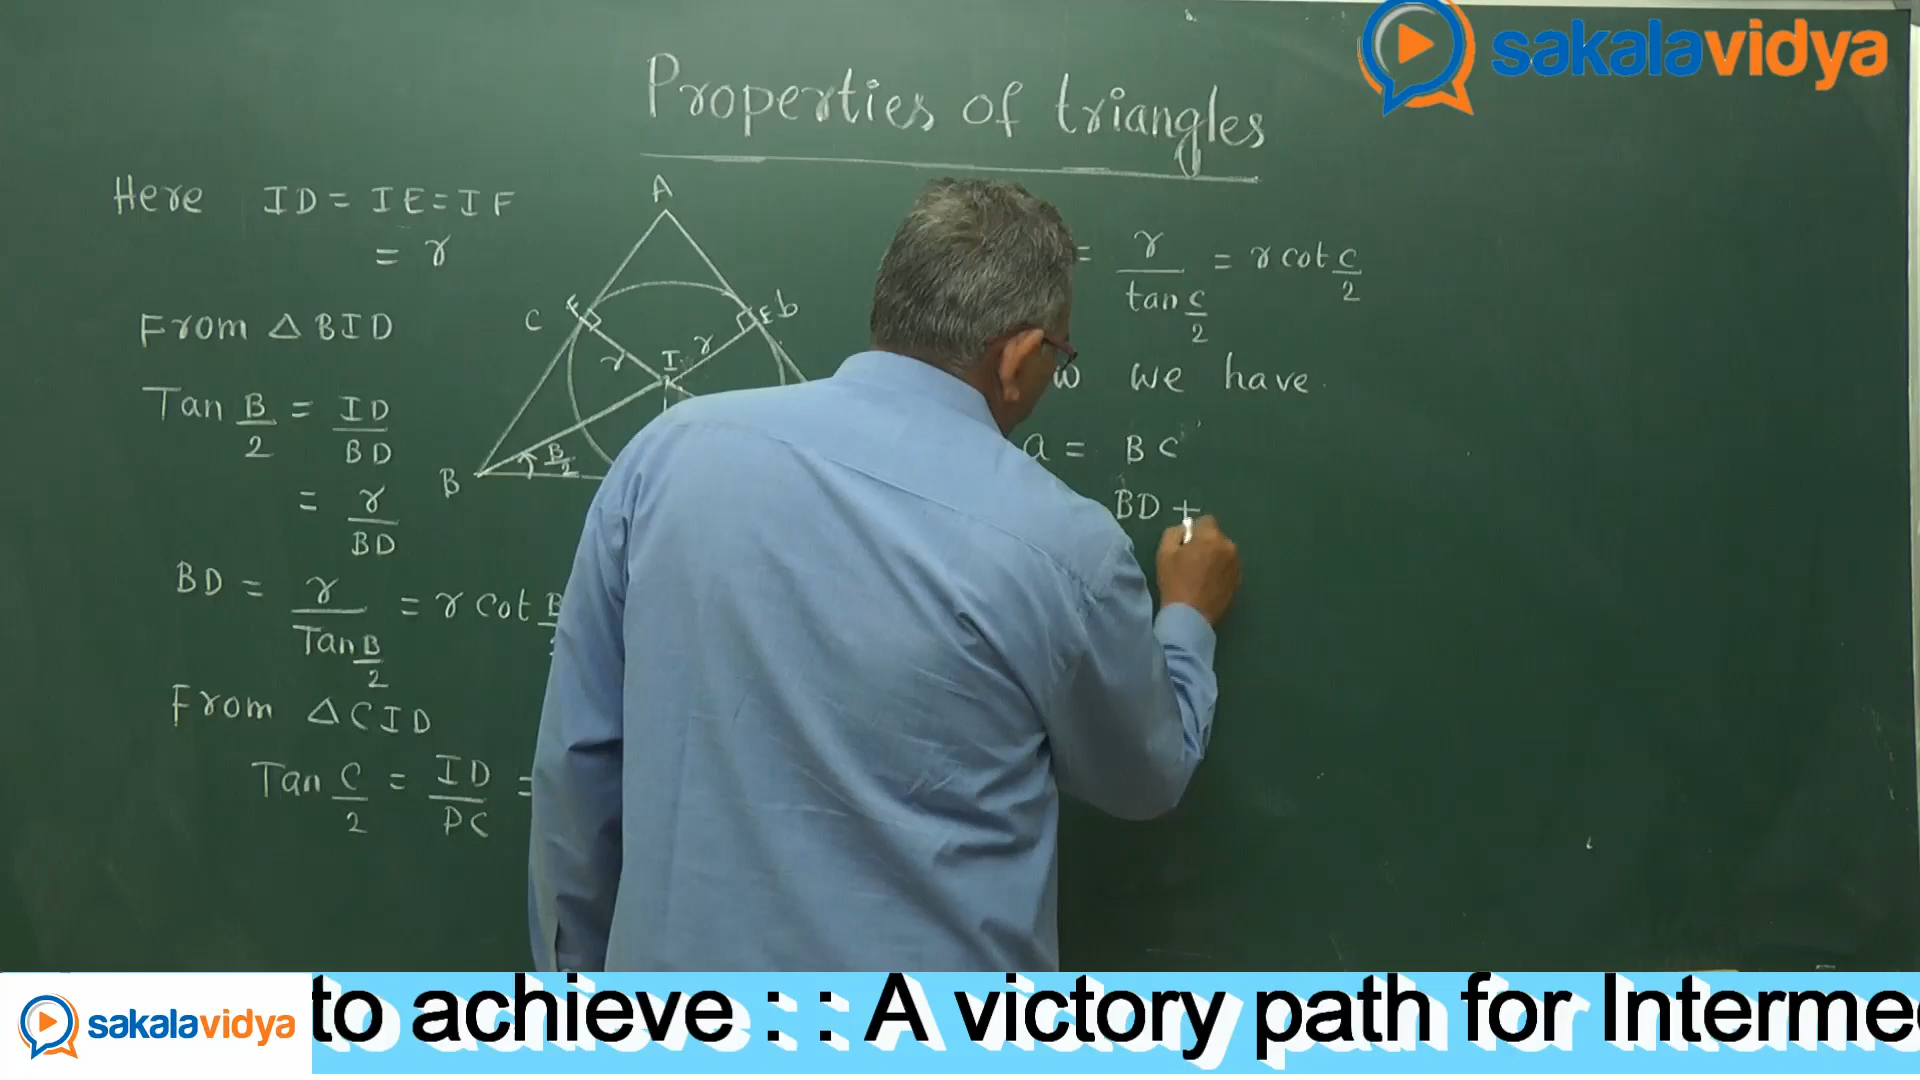 sakalavidya
Properties of triangles
Here ID = IE = IF
= r
From △BID
Tan B/2 = ID/BD
= r/BD
BD = r/Tan B/2 = r cot B
From △CID
Tan C/2 = ID/DC =
A
C F E b
r r
I
B B/2
= r/tan C/2 = r cot C/2
we have
a = BC
BD +
sakalavidya to achieve : : A victory path for Interme